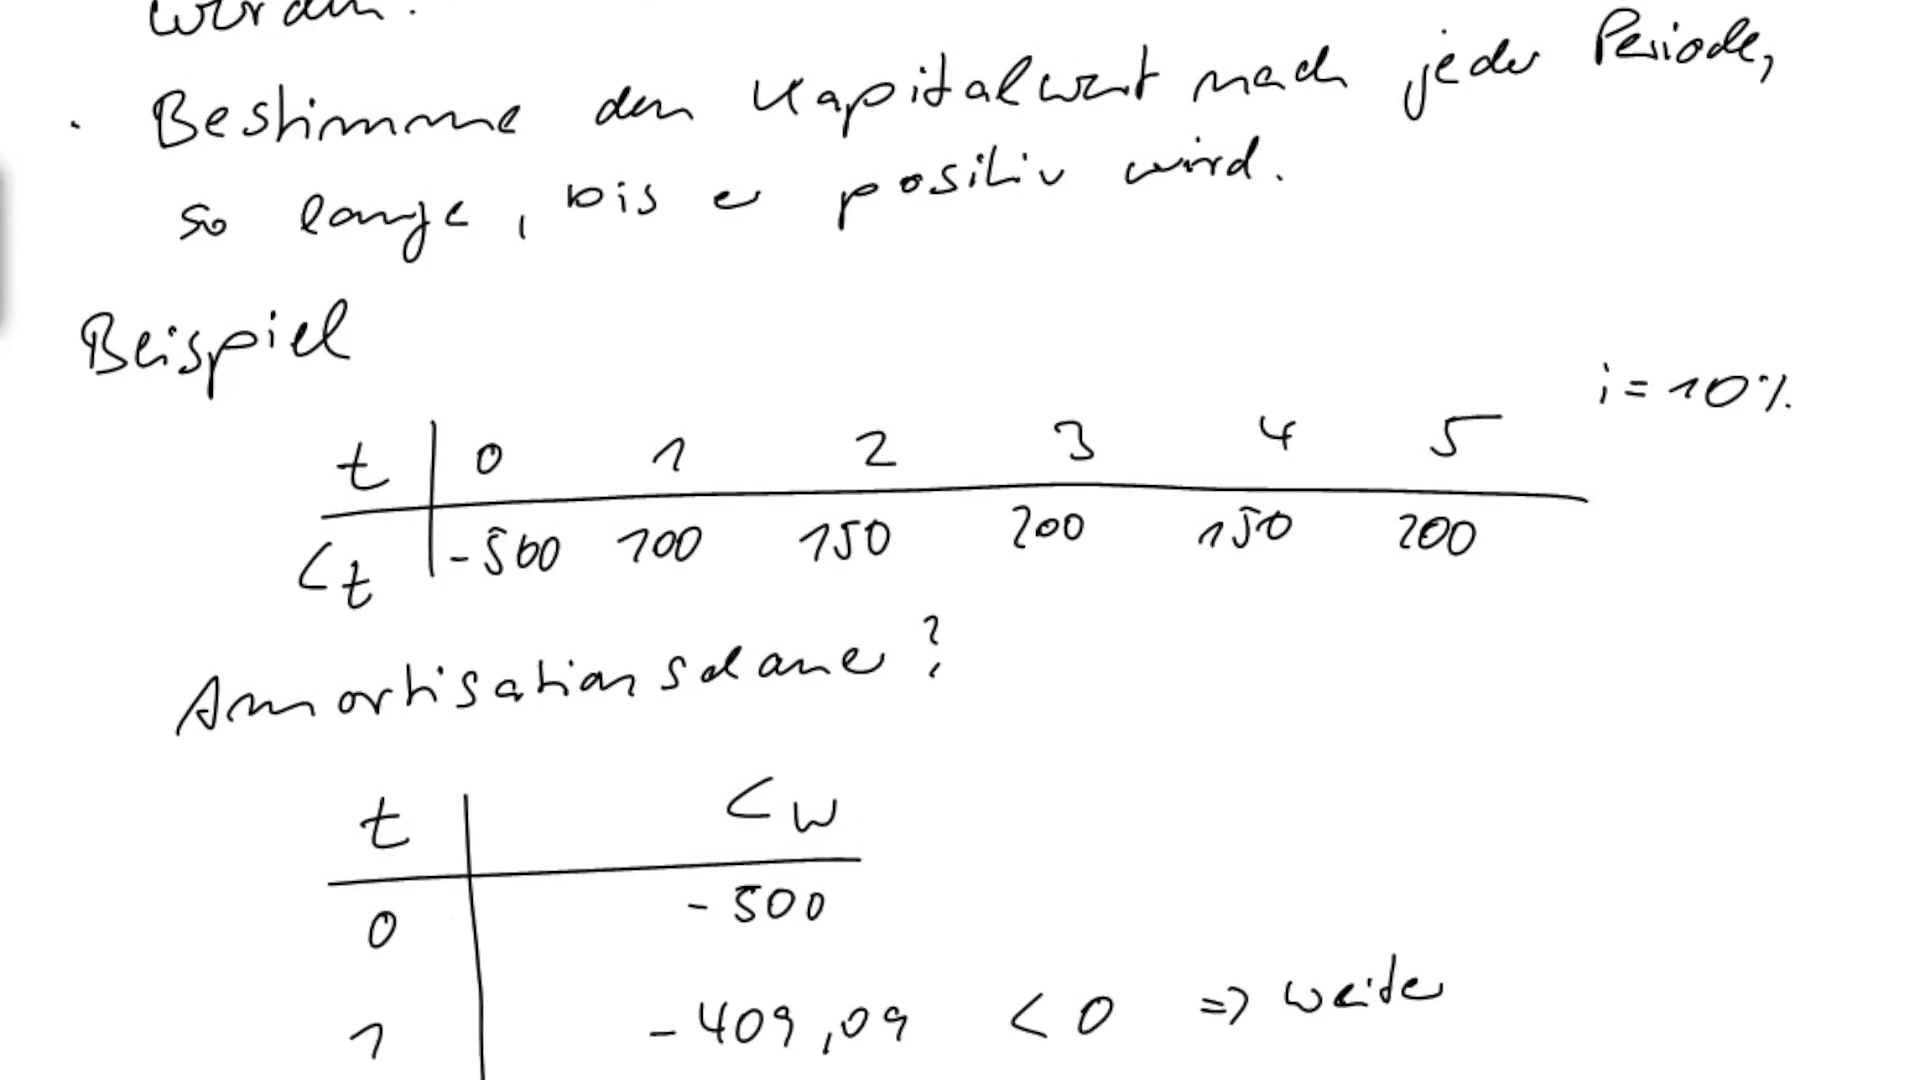 werden.
· Bestimme den Kapitalwert nach jeder Periode,
so lange, bis er positiv wird.
Beispiel
i = 10%
t | 0 1 2 3 4 5
Ct | -500 100 150 200 150 200
Amortisationsdauer?
t | Cw
0 | -500
1 | -409,09 < 0 => weiter